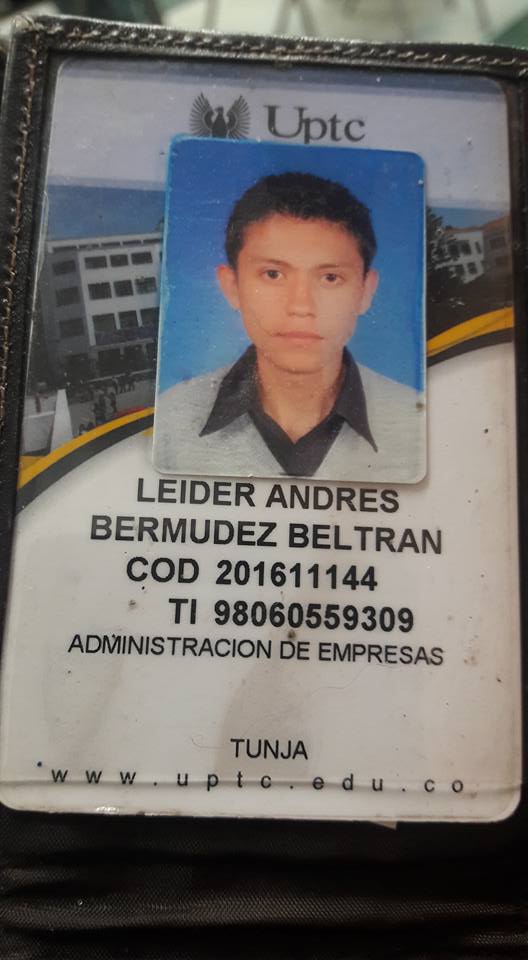 Uptc
LEIDER ANDRES
BERMUDEZ BELTRAN
COD 201611144
TI 98060559309
ADMINISTRACION DE EMPRESAS
TUNJA
www.uptc.edu.co